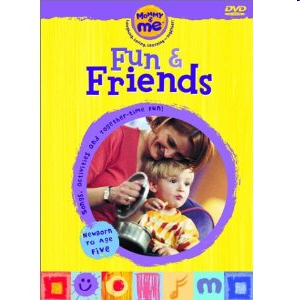 DVD
Mommy & me
Fun &
Friends
Songs, Activities and Together-time Fun!
Newborn
To Age
Five